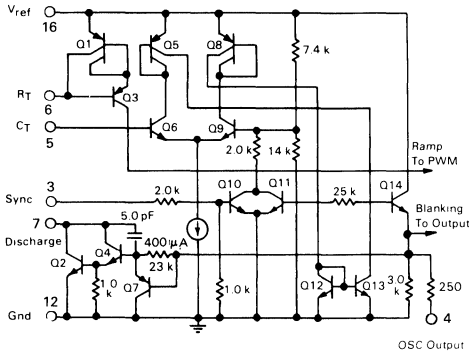 Vref
16
Q1
Q5
Q8
7.4 k
Q3
RT
6
Q6
Q9
CT
5
2.0 k
14 k
Ramp
To PWM
3
Sync
2.0 k
Q10
Q11
25 k
Q14
Blanking
To Output
7
Discharge
5.0 pF
400 µA
Q4
Q2
23 k
1.0
k
Q7
1.0 k
Q12
Q13
3.0
k
250
12
Gnd
4
OSC Output